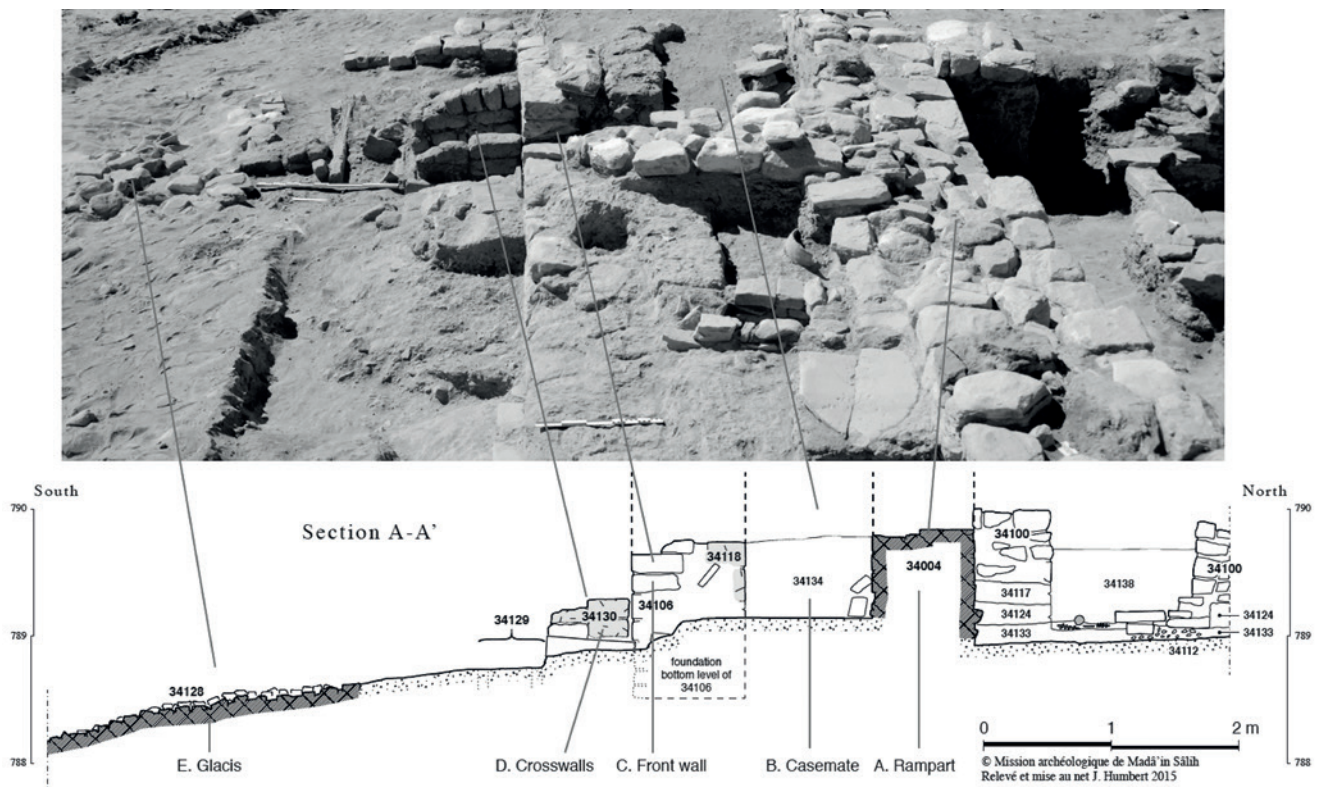 South
North
790
790
Section A-A’
34100
34118
34004
34100
34134
34138
34117
34106
34130
34129
34124
34124
789
789
34133
34133
34112
foundation
bottom level of
34106
34128
0 1 2 m
788
788
E. Glacis
D. Crosswalls
C. Front wall
B. Casemate
A. Rampart
© Mission archéologique de Madâ’in Sâlih
Relevé et mise au net J. Humbert 2015